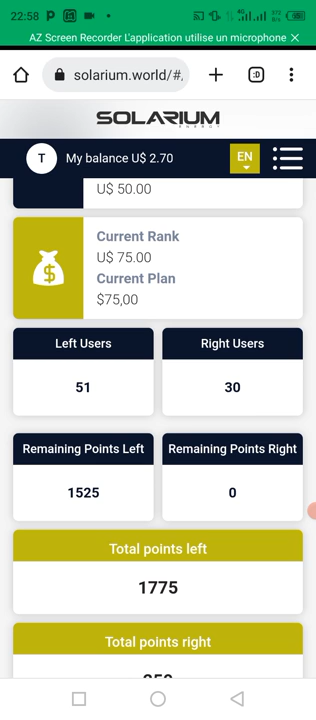 22:58
AZ Screen Recorder L'application utilise un microphone ×
solarium.world/#,
:D
SOLARIUM
ENERGY
T My balance U$ 2.70 EN
U$ 50.00
Current Rank
U$ 75.00
Current Plan
$75,00
Left Users Right Users
51 30
Remaining Points Left Remaining Points Right
1525 0
Total points left
1775
Total points right